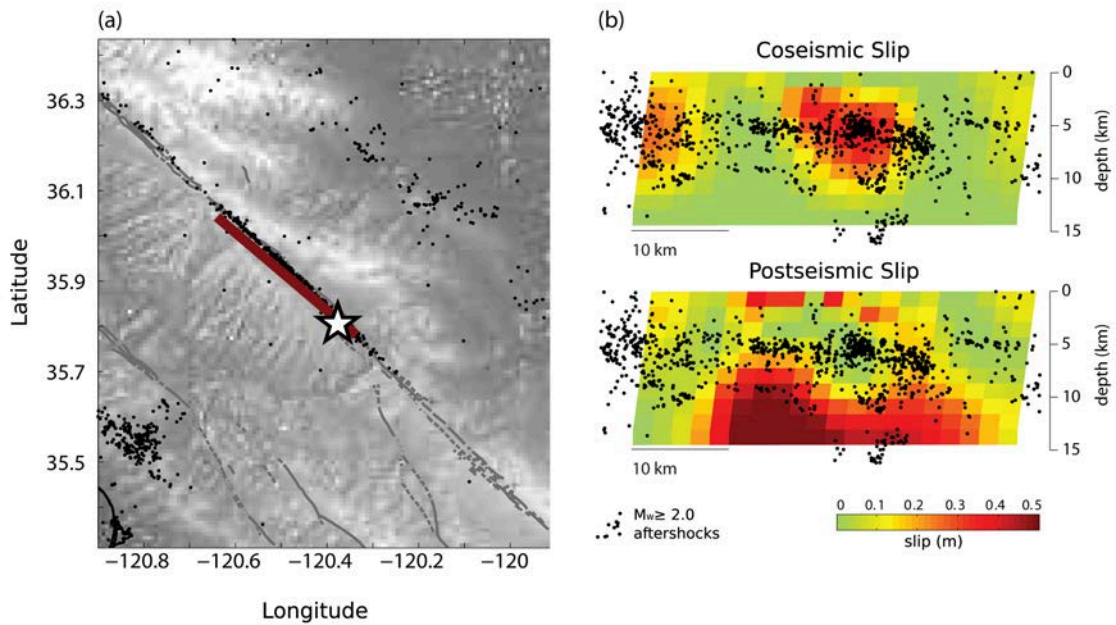 (a)
36.3
36.1
35.9
35.7
35.5
Latitude
−120.8 −120.6 −120.4 −120.2 −120
Longitude
(b)
Coseismic Slip
0
5
10
15
depth (km)
10 km
Postseismic Slip
0
5
10
15
depth (km)
10 km
Mw≥ 2.0
aftershocks
0 0.1 0.2 0.3 0.4 0.5
slip (m)